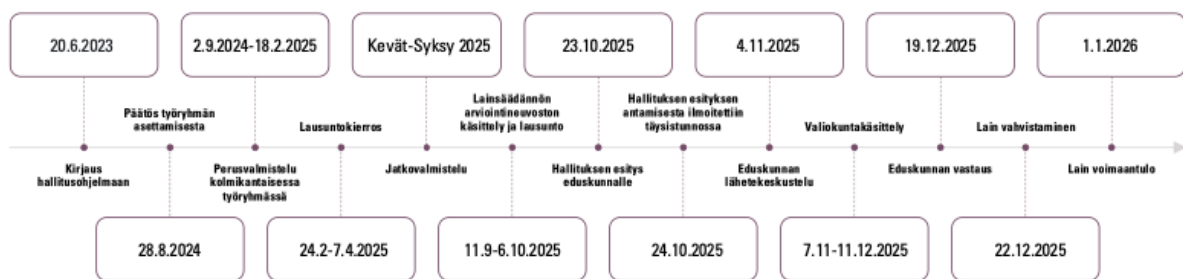 20.6.2023
2.9.2024-18.2.2025
Kevät-Syksy 2025
23.10.2025
4.11.2025
19.12.2025
1.1.2026
Päätös työryhmän
asettamisesta
Lausuntokierros
Lainsäädännön
arviointineuvoston
käsittely ja lausunto
Hallituksen esityksen
antamisesta ilmoitettiin
täysistunnossa
Valiokuntakäsittely
Lain vahvistaminen
Kirjaus
hallitusohjelmaan
Perusvalmistelu
kolmikantaisessa
työryhmässä
Jatkovalmistelu
Hallituksen esitys
eduskunnalle
Eduskunnan
lähetekeskustelu
Eduskunnan vastaus
Lain voimaantulo
28.8.2024
24.2-7.4.2025
11.9-6.10.2025
24.10.2025
7.11-11.12.2025
22.12.2025